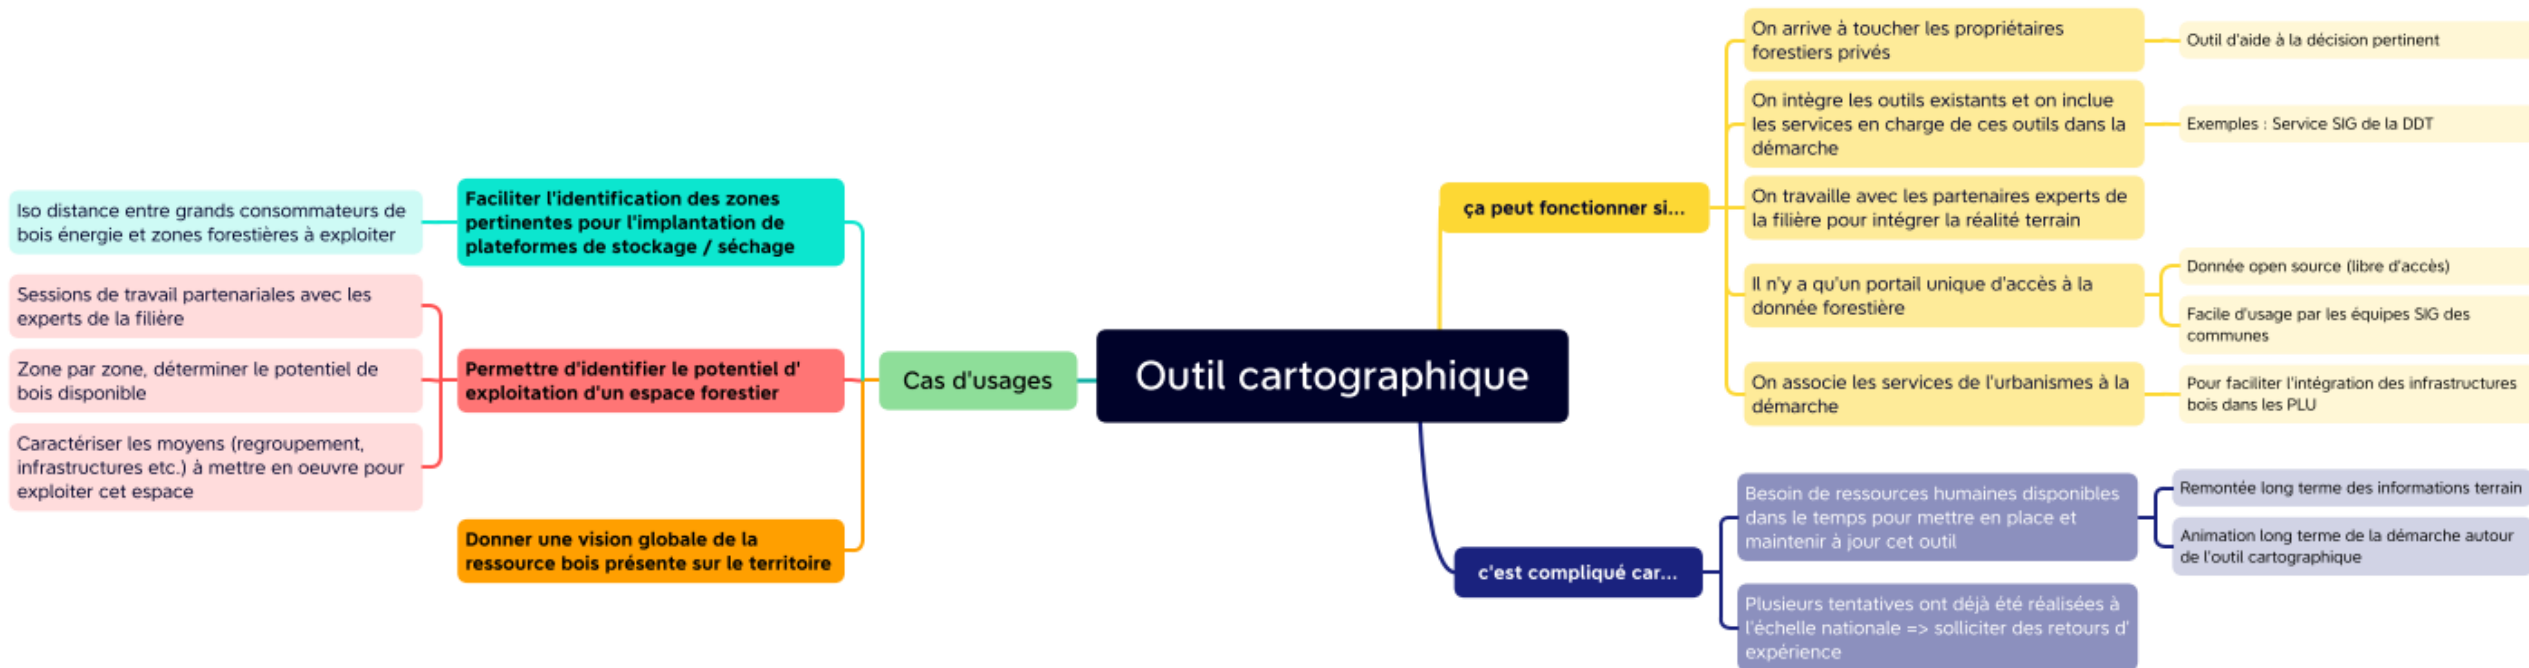 Outil cartographique
Cas d'usages
Faciliter l'identification des zones
pertinentes pour l'implantation de
plateformes de stockage / séchage
Iso distance entre grands consommateurs de
bois énergie et zones forestières à exploiter
Permettre d'identifier le potentiel d'
exploitation d'un espace forestier
Sessions de travail partenariales avec les
experts de la filière
Zone par zone, déterminer le potentiel de
bois disponible
Caractériser les moyens (regroupement,
infrastructures etc.) à mettre en oeuvre pour
exploiter cet espace
Donner une vision globale de la
ressource bois présente sur le territoire
ça peut fonctionner si...
On arrive à toucher les propriétaires
forestiers privés
Outil d'aide à la décision pertinent
On intègre les outils existants et on inclue
les services en charge de ces outils dans la
démarche
Exemples : Service SIG de la DDT
On travaille avec les partenaires experts de
la filière pour intégrer la réalité terrain
Il n'y a qu'un portail unique d'accès à la
donnée forestière
Donnée open source (libre d'accès)
Facile d'usage par les équipes SIG des
communes
On associe les services de l'urbanismes à la
démarche
Pour faciliter l'intégration des infrastructures
bois dans les PLU
c'est compliqué car...
Besoin de ressources humaines disponibles
dans le temps pour mettre en place et
maintenir à jour cet outil
Remontée long terme des informations terrain
Animation long terme de la démarche autour
de l'outil cartographique
Plusieurs tentatives ont déjà été réalisées à
l'échelle nationale => solliciter des retours d'
expérience